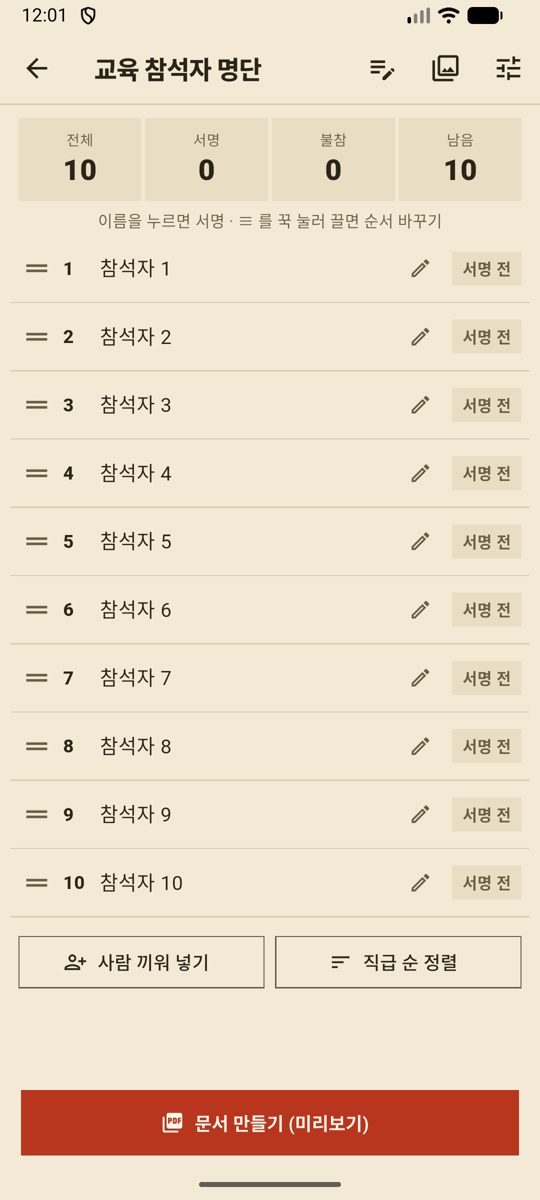 12:01
교육 참석자 명단
전체 서명 불참 남음
10 0 0 10
이름을 누르면 서명 · ≡ 를 꾹 눌러 끌면 순서 바꾸기
1 참석자 1 서명 전
2 참석자 2 서명 전
3 참석자 3 서명 전
4 참석자 4 서명 전
5 참석자 5 서명 전
6 참석자 6 서명 전
7 참석자 7 서명 전
8 참석자 8 서명 전
9 참석자 9 서명 전
10 참석자 10 서명 전
사람 끼워 넣기 직급 순 정렬
PDF 문서 만들기 (미리보기)